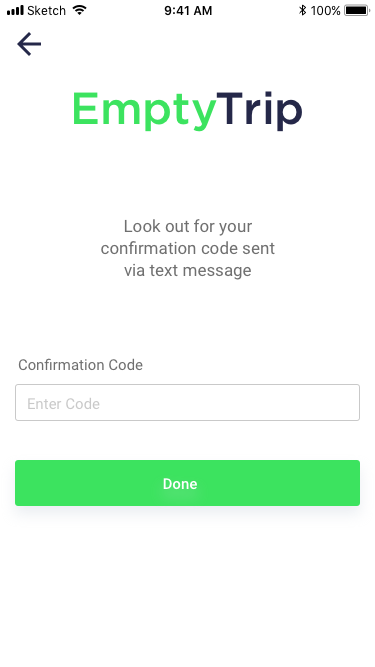 Sketch 9:41 AM 100%
EmptyTrip
Look out for your
confirmation code sent
via text message
Confirmation Code
Enter Code
Done